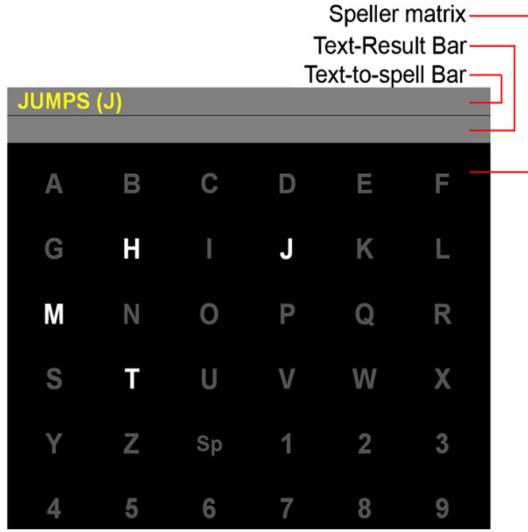 Speller matrix
Text-Result Bar
Text-to-spell Bar
JUMPS (J)
A B C D E F
G H I J K L
M N O P Q R
S T U V W X
Y Z Sp 1 2 3
4 5 6 7 8 9